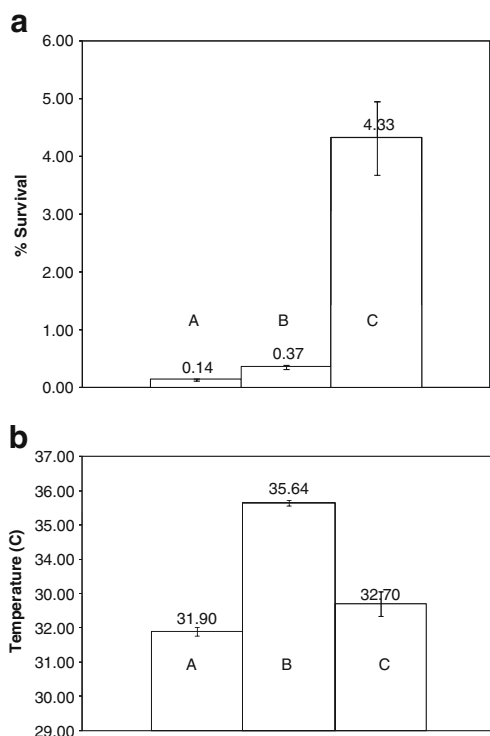 a
6.00
5.00
4.00
3.00
2.00
1.00
0.00
% Survival
4.33
A
B
C
0.14
0.37
b
37.00
36.00
35.00
33.00
30.00
32.00
31.00
30.00
29.00
Temperature (C)
35.64
32.70
31.90
A
B
C